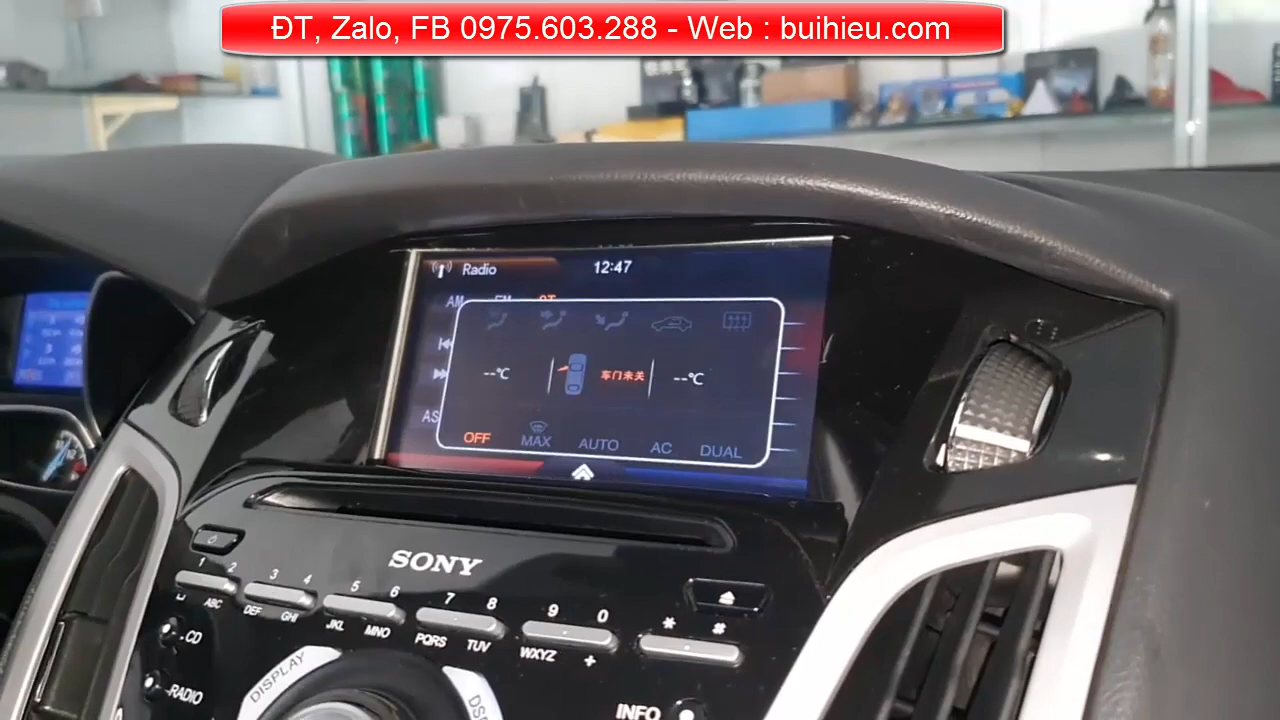 ĐT, Zalo, FB 0975.603.288 - Web : buihieu.com
Radio
12:47
AM
--°C
车门未关
--°C
AS
OFF
MAX
AUTO
AC
DUAL
SONY
1 2 3 4 5 6 7 8 9 0 * #
ABC DEF GHI JKL MNO PQRS TUV WXYZ +
CD
RADIO
DISPLAY
INFO